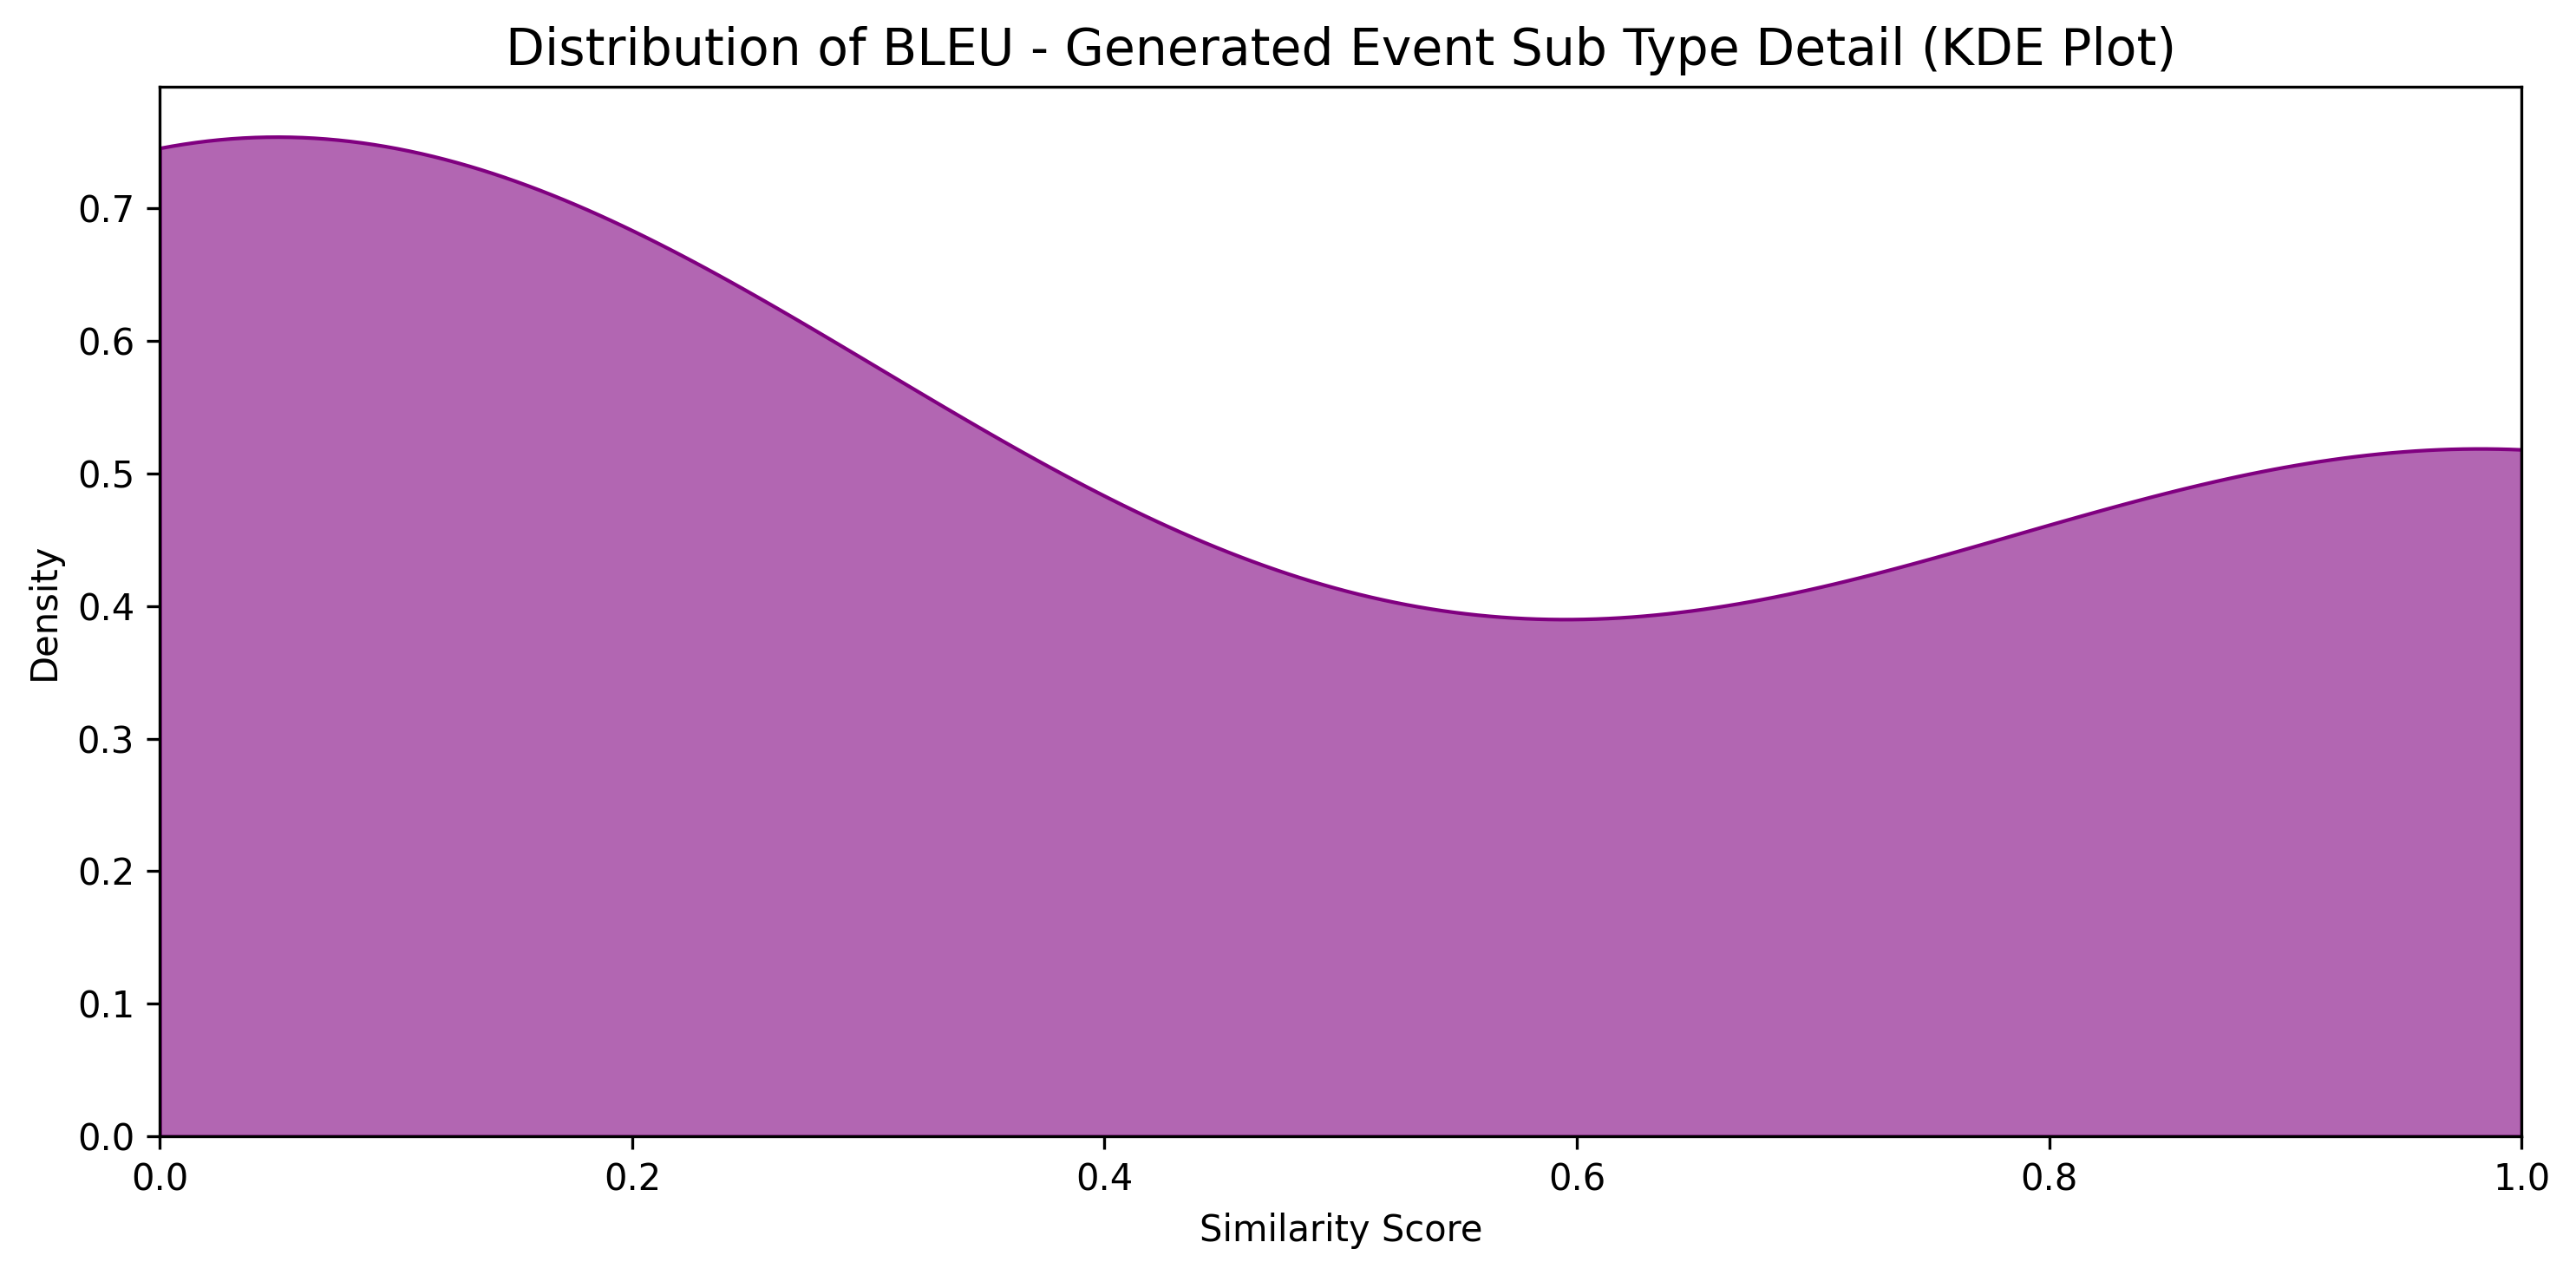 Distribution of BLEU - Generated Event Sub Type Detail (KDE Plot)
Density
0.7
0.6
0.5
0.4
0.3
0.2
0.1
0.0
0.0 0.2 0.4 0.6 0.8 1.0
Similarity Score